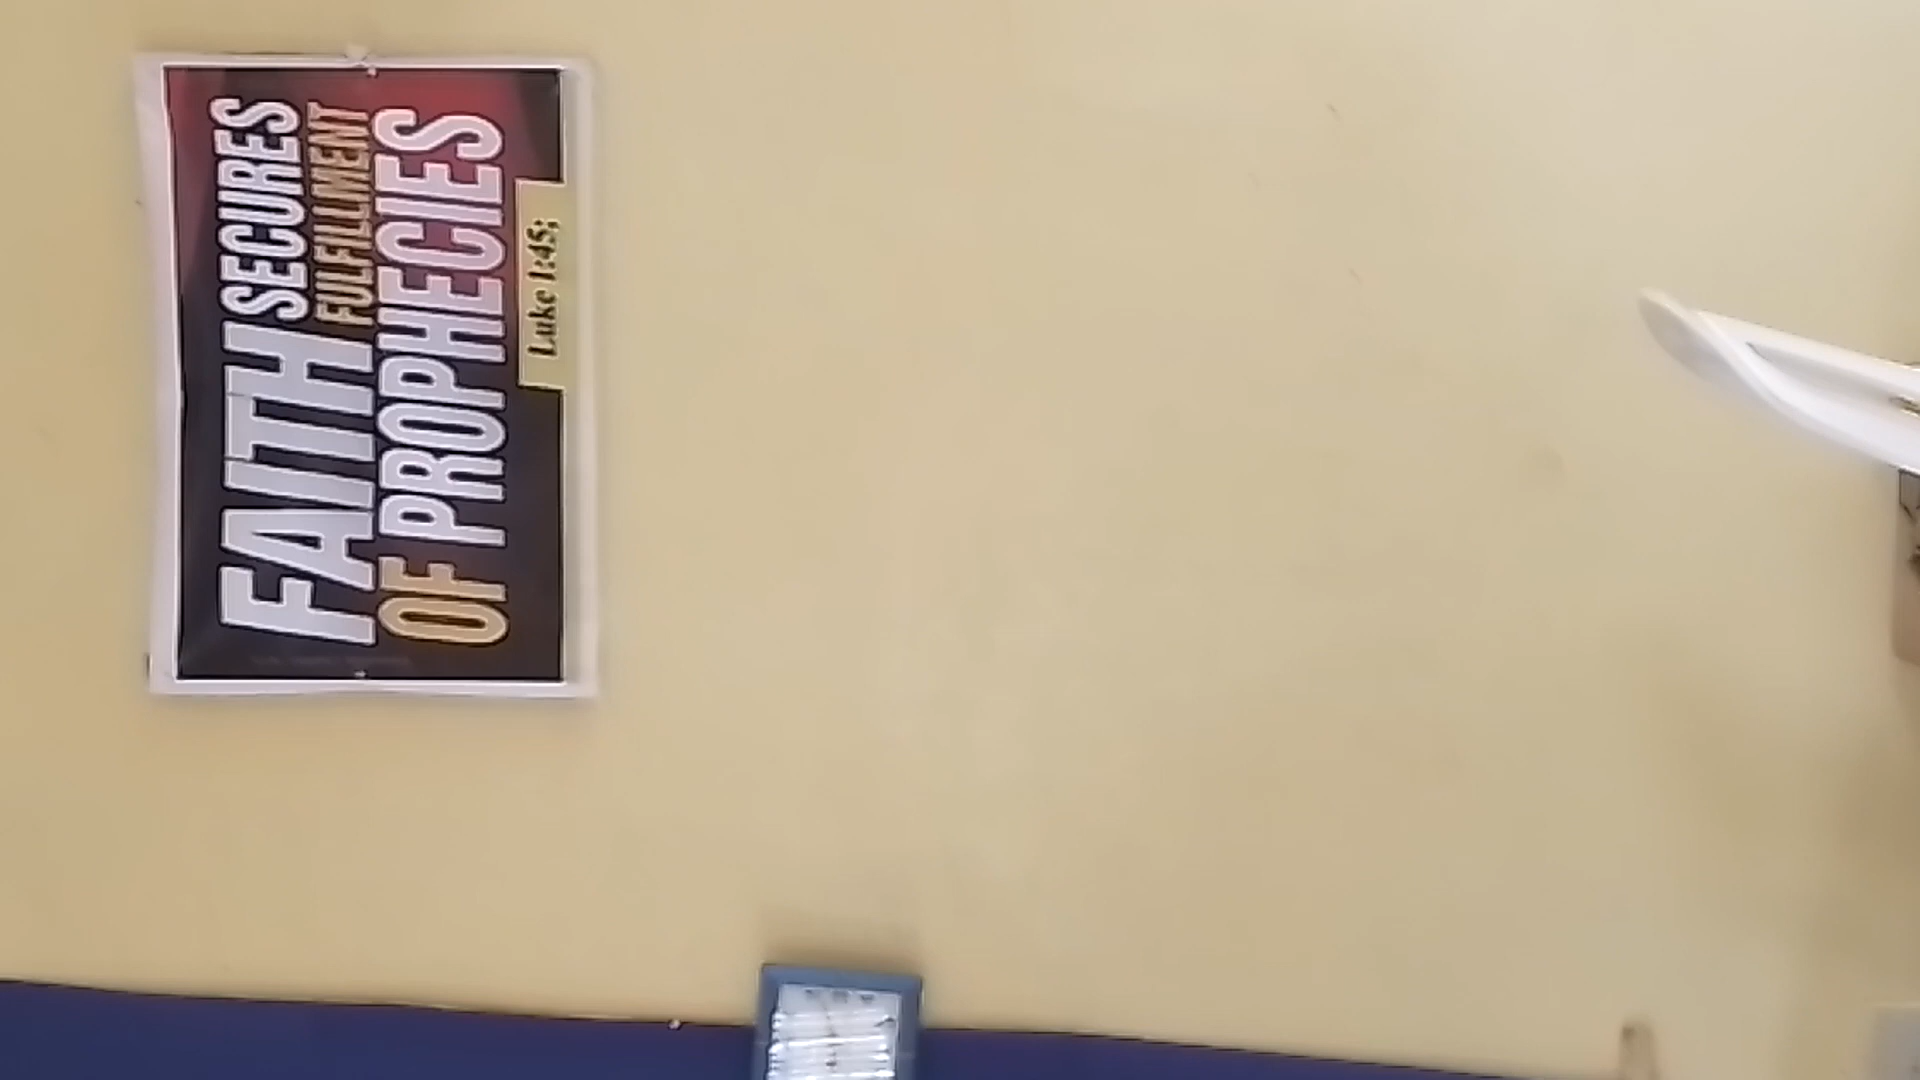 FAITH SECURES
FULFILLMENT
OF PROPHECIES
Luke 1:45;